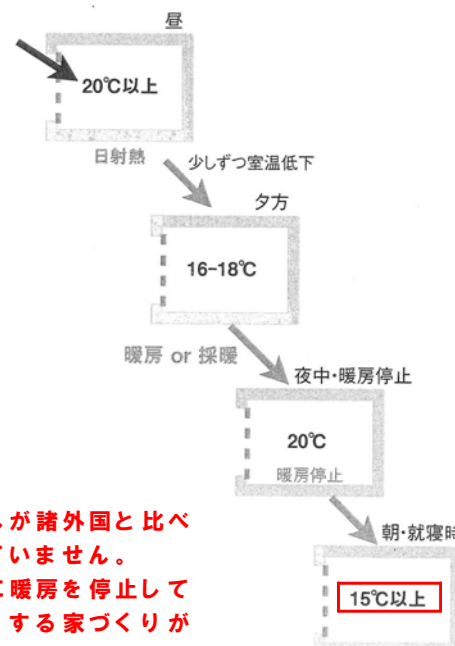 昼
20℃以上
日射熱
少しずつ室温低下
夕方
16-18℃
暖房 or 採暖
夜中・暖房停止
20℃
暖房停止
が諸外国と比べ
いません。
暖房を停止して
する家づくりが
朝・就寝時
15℃以上